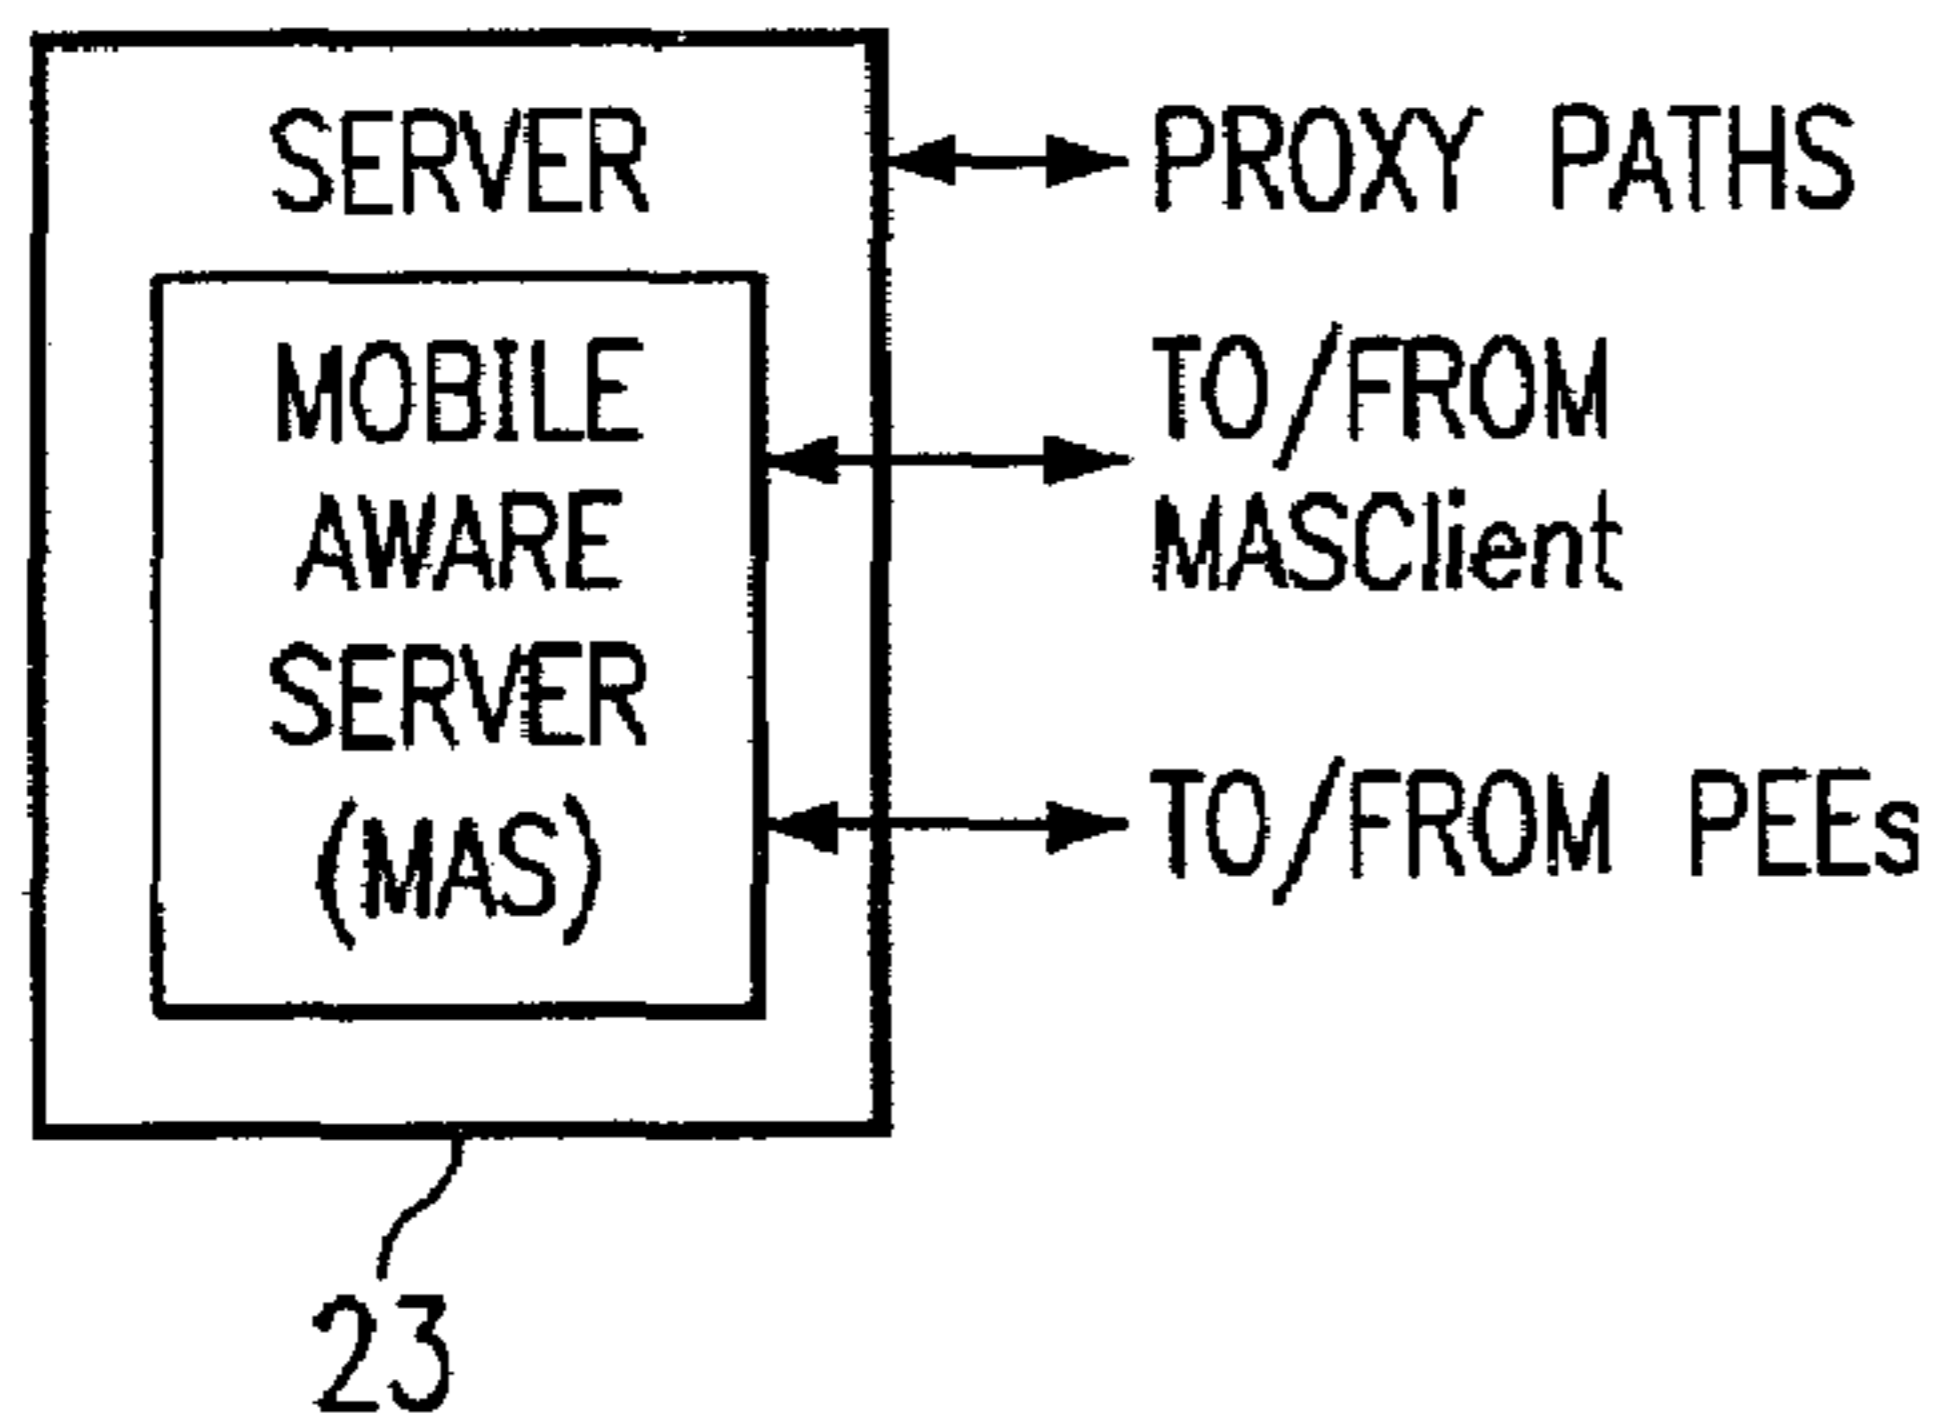 SERVER
PROXY PATHS
MOBILE
AWARE
SERVER
(MAS)
TO/FROM
MASClient
TO/FROM PEEs
23